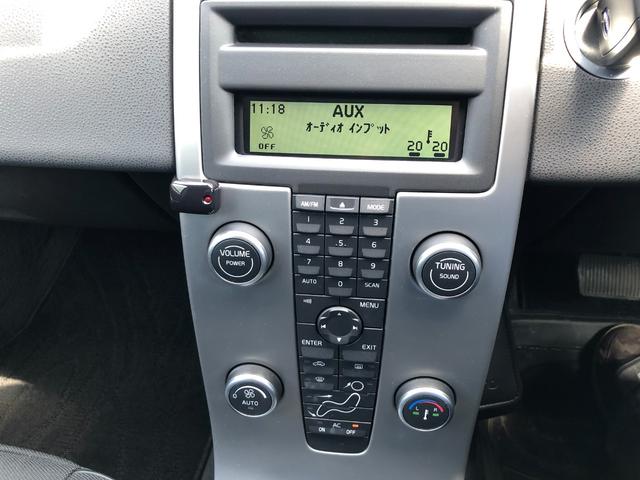 11:18
AUX
オーディオ インプット
OFF
20 20
AM/FM
MODE
1 2 3
4 .5. 6
7 8 9
AUTO 0 SCAN
VOLUME
POWER
TUNING
SOUND
MENU
ENTER EXIT
0 AUTO
L R
AC
ON OFF